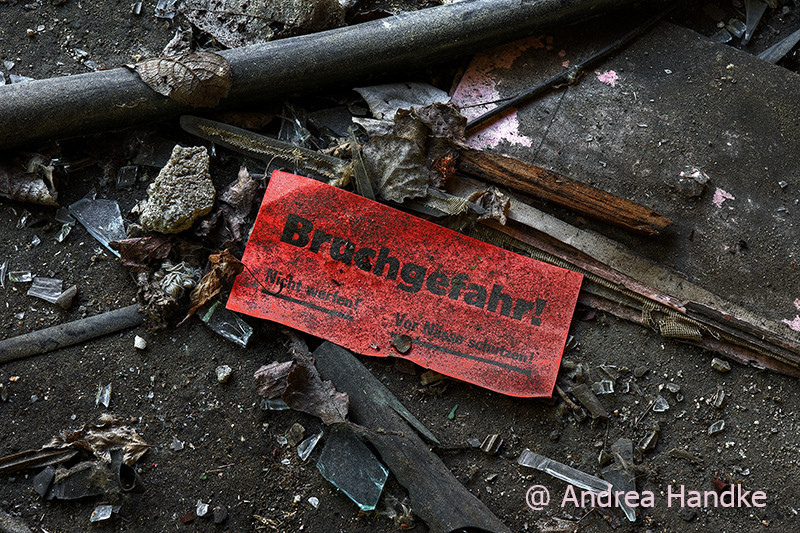 Bruchgefahr!
Nicht werfen! Vor Nässe schützen!
@ Andrea Handke